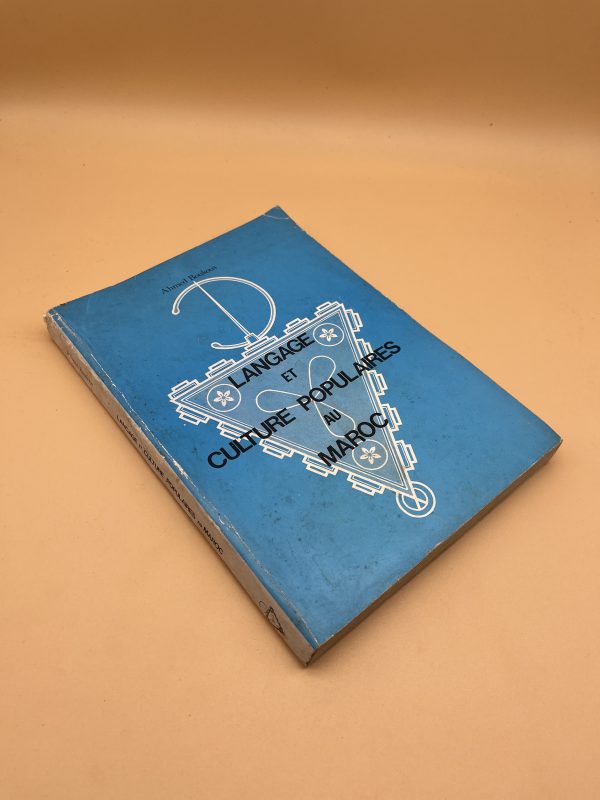 Ahmed Boukous
LANGAGE
ET
CULTURE POPULAIRES
AU
MAROC
LANGAGE et CULTURE POPULAIRES au MAROC